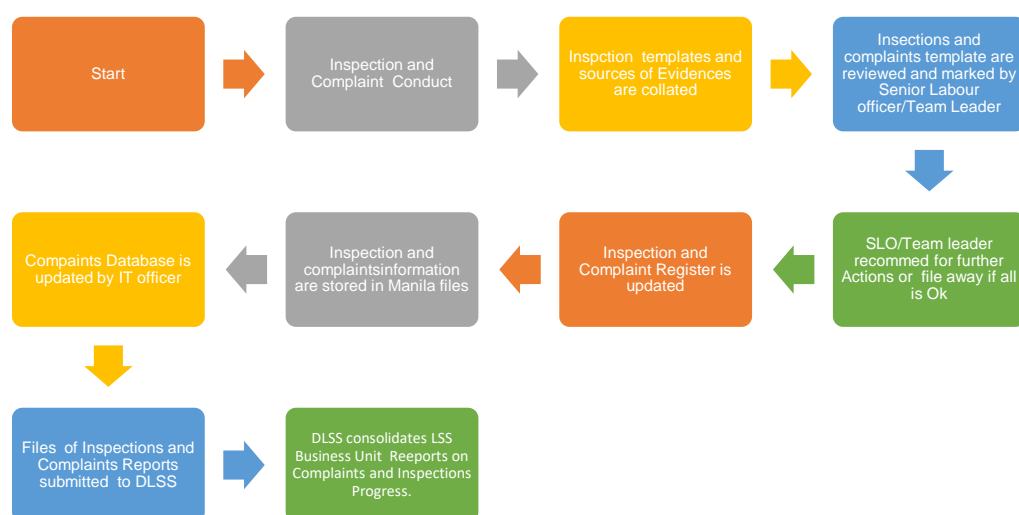 Start
Inspection and
Complaint Conduct
Inspction templates and
sources of Evidences
are collated
Insections and
complaints template are
reviewed and marked by
Senior Labour
officer/Team Leader
SLO/Team leader
recommed for further
Actions or file away if all
is Ok
Inspection and
Complaint Register is
updated
Inspection and
complaintsinformation
are stored in Manila files
Compaints Database is
updated by IT officer
Files of Inspections and
Complaints Reports
submitted to DLSS
DLSS consolidates LSS
Business Unit Reeports on
Complaints and Inspections
Progress.